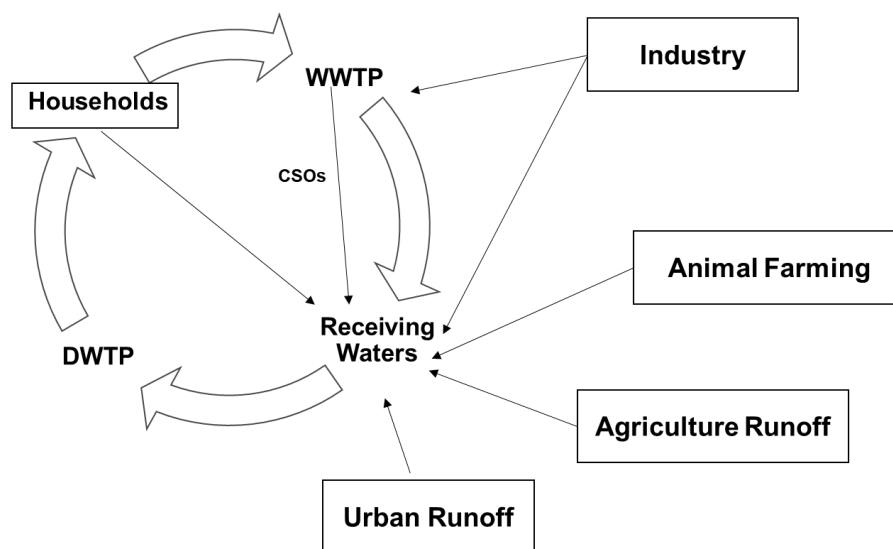 Industry
WWTP
Households
CSOs
Animal Farming
Receiving
Waters
DWTP
Agriculture Runoff
Urban Runoff